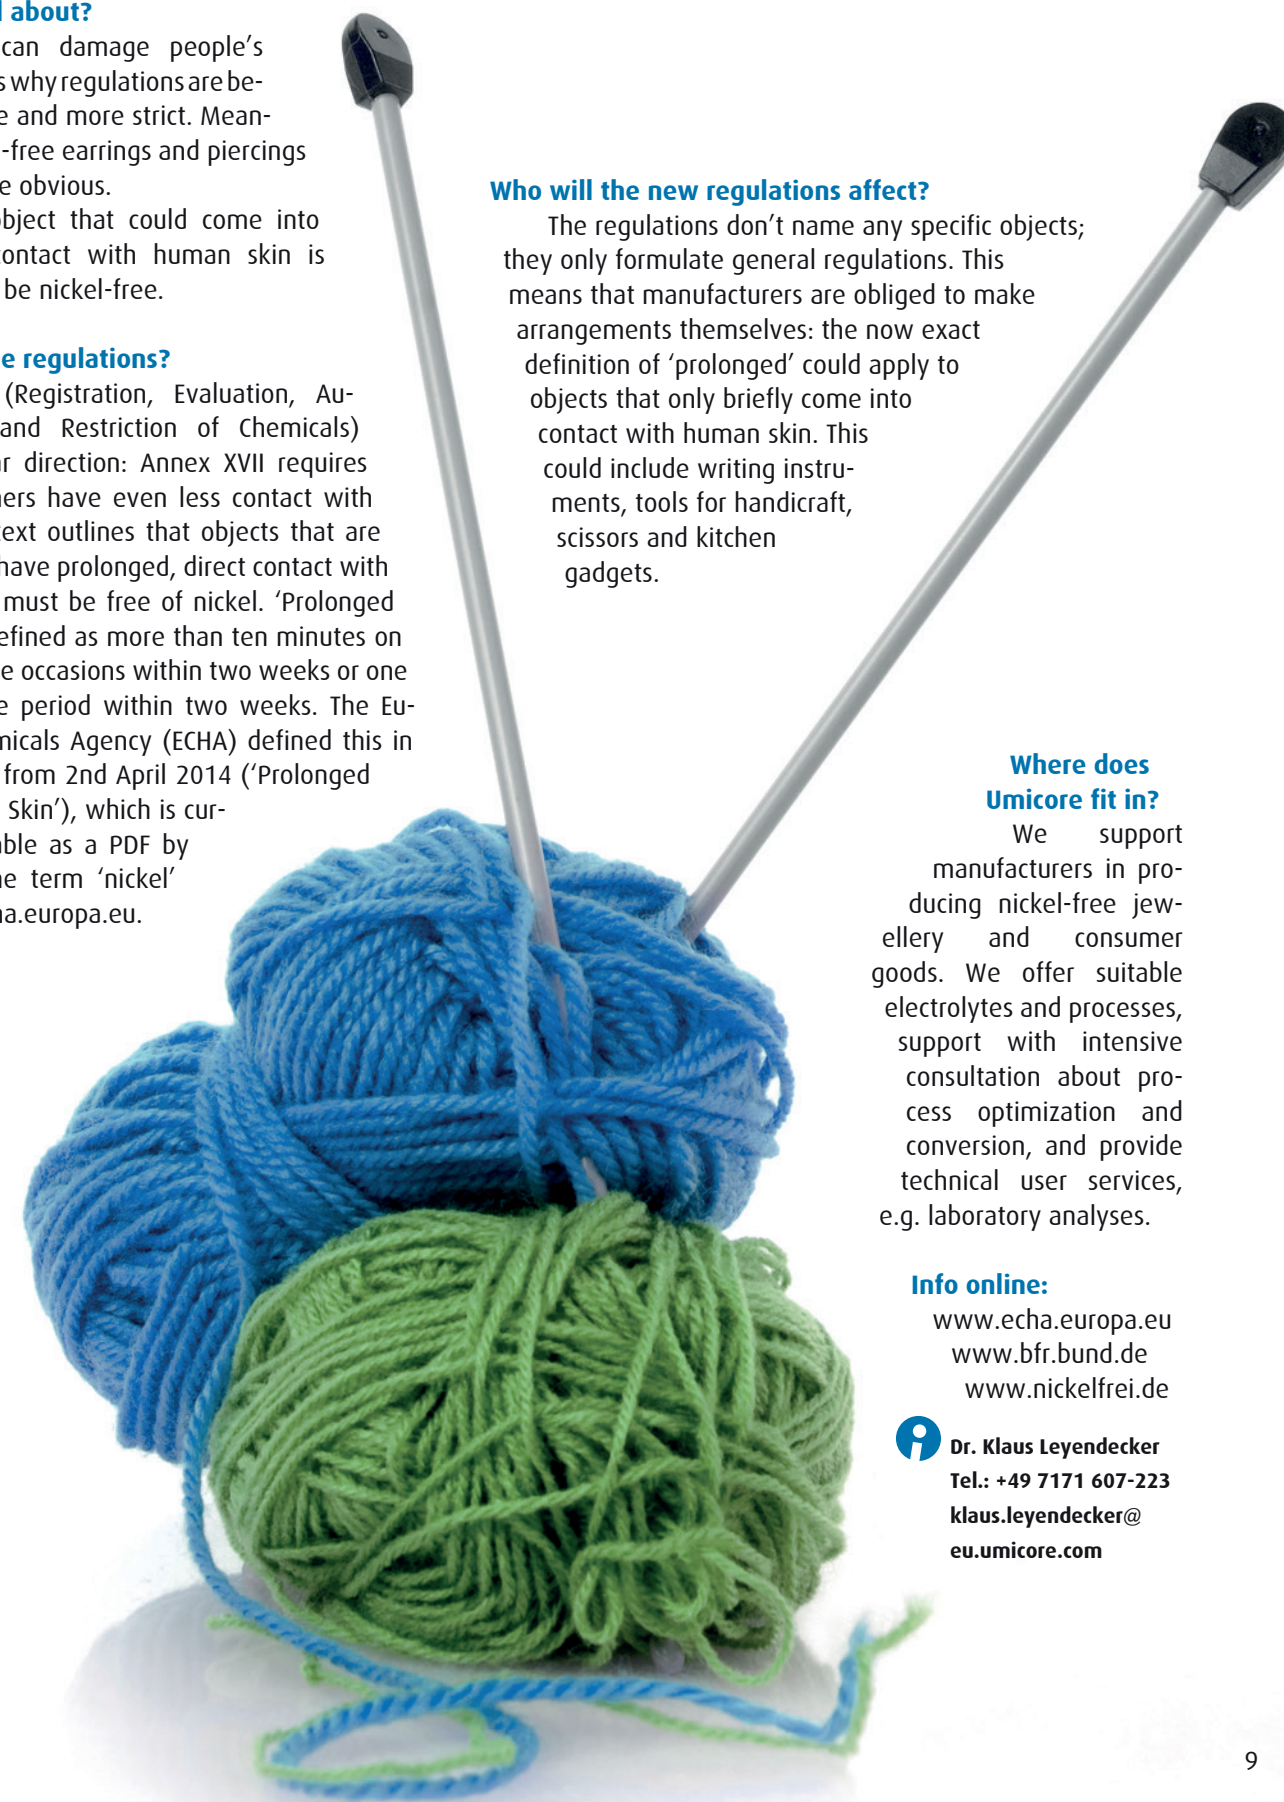 about?
can damage people's
why regulations are be-
and more strict. Mean-
-free earrings and piercings
obvious.
object that could come into
contact with human skin is
be nickel-free.
regulations?
(Registration, Evaluation, Au-
and Restriction of Chemicals)
direction: Annex XVII requires
have even less contact with
text outlines that objects that are
have prolonged, direct contact with
must be free of nickel. ‘Prolonged
defined as more than ten minutes on
occasions within two weeks or one
period within two weeks. The Eu-
Agency (ECHA) defined this in
from 2nd April 2014 (‘Prolonged
Skin’), which is cur-
as a PDF by
term ‘nickel’
.europa.eu.
Who will the new regulations affect?
The regulations don’t name any specific objects;
they only formulate general regulations. This
means that manufacturers are obliged to make
arrangements themselves: the now exact
definition of ‘prolonged’ could apply to
objects that only briefly come into
contact with human skin. This
could include writing instru-
ments, tools for handicraft,
scissors and kitchen
gadgets.
Where does
Umicore fit in?
We support
manufacturers in pro-
ducing nickel-free jew-
ellery and consumer
goods. We offer suitable
electrolytes and processes,
support with intensive
consultation about pro-
cess optimization and
conversion, and provide
technical user services,
e.g. laboratory analyses.
Info online:
www.echa.europa.eu
www.bfr.bund.de
www.nickelfrei.de
Dr. Klaus Leyendecker
Tel.: +49 7171 607-223
klaus.leyendecker@
eu.umicore.com
9